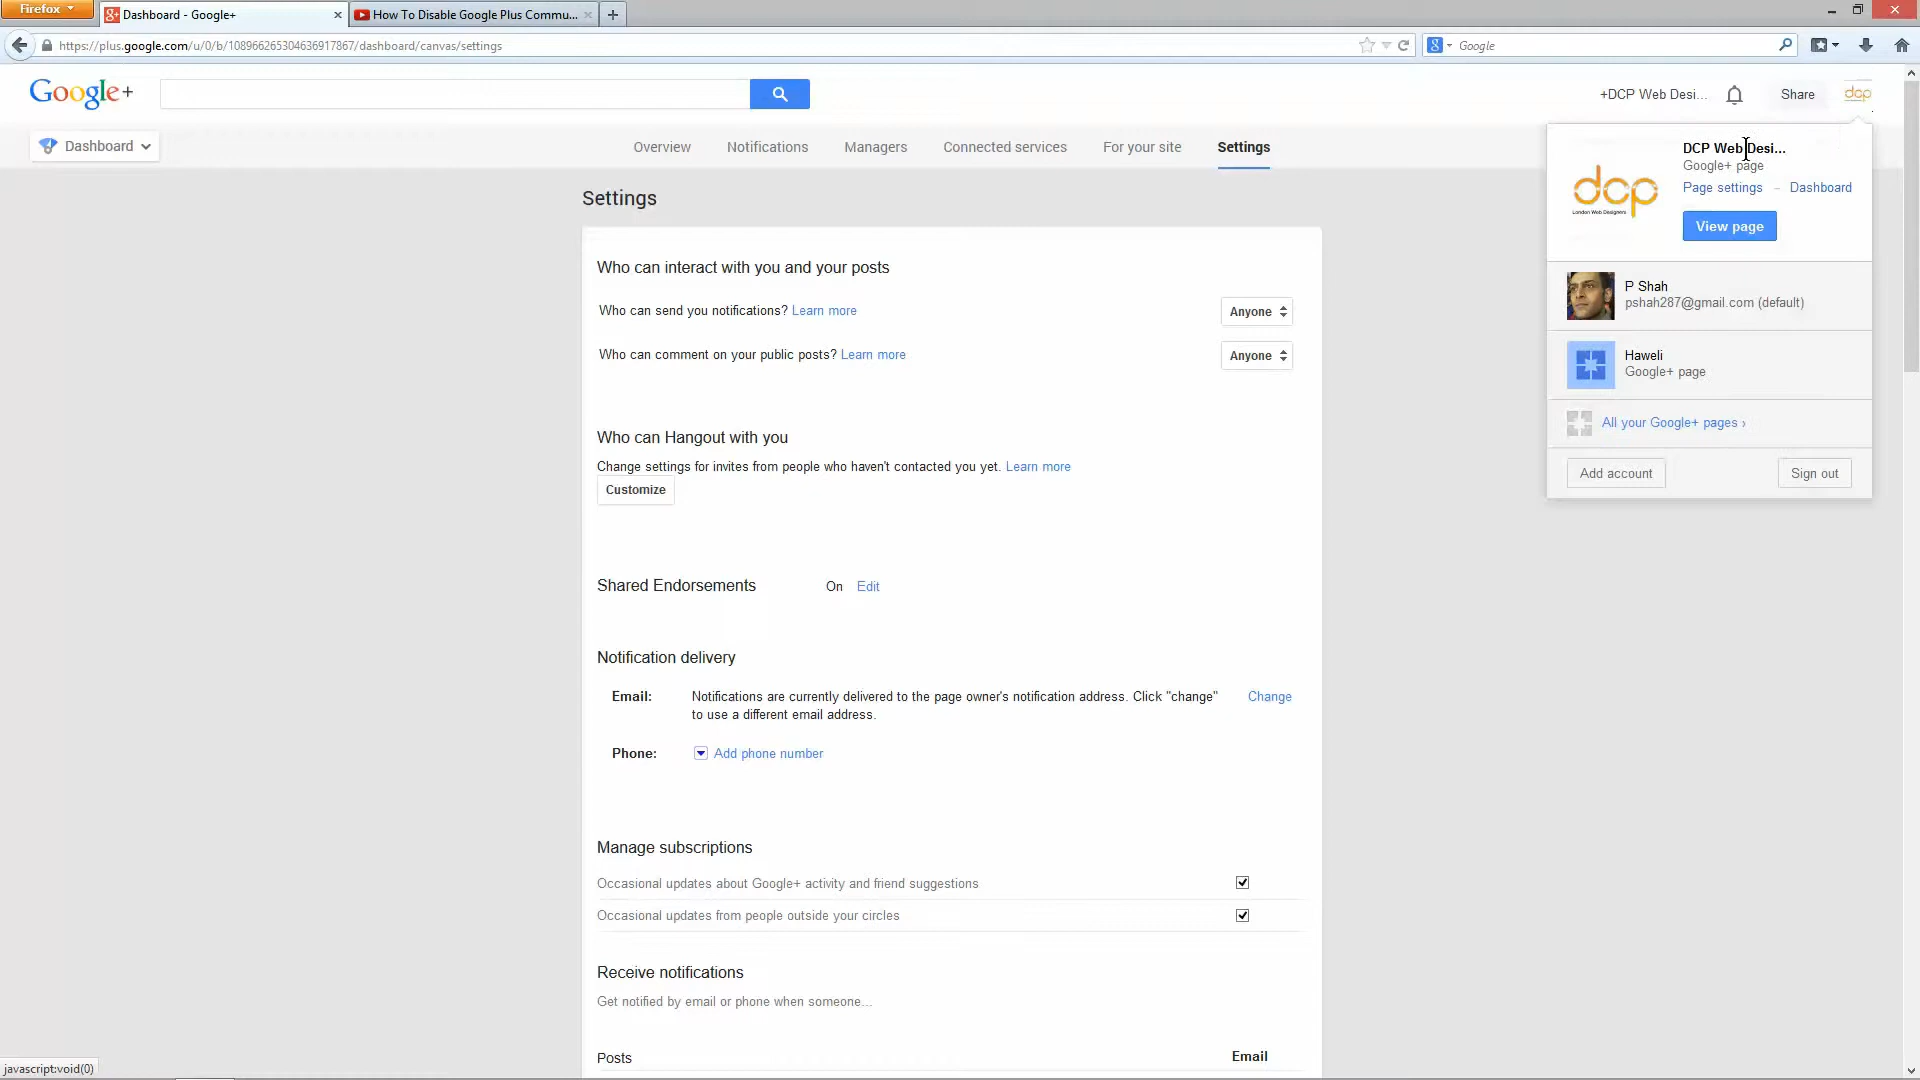 Firefox
Dashboard - Google+
How To Disable Google Plus Commu...
https://plus.google.com/u/0/b/108966265304636917867/dashboard/canvas/settings
Google
Google+
+DCP Web Desi...
Share
dcp
Dashboard
Overview
Notifications
Managers
Connected services
For your site
Settings
DCP Web Desi...
Google+ page
Page settings – Dashboard
View page
dcp
London Web Designers
P Shah
pshah287@gmail.com (default)
Haweli
Google+ page
All your Google+ pages ›
Add account
Sign out
Settings
Who can interact with you and your posts
Who can send you notifications? Learn more
Anyone
Who can comment on your public posts? Learn more
Anyone
Who can Hangout with you
Change settings for invites from people who haven't contacted you yet. Learn more
Customize
Shared Endorsements On Edit
Notification delivery
Email: Notifications are currently delivered to the page owner's notification address. Click "change" Change
to use a different email address.
Phone: Add phone number
Manage subscriptions
Occasional updates about Google+ activity and friend suggestions
Occasional updates from people outside your circles
Receive notifications
Get notified by email or phone when someone...
Posts Email
javascript:void(0)